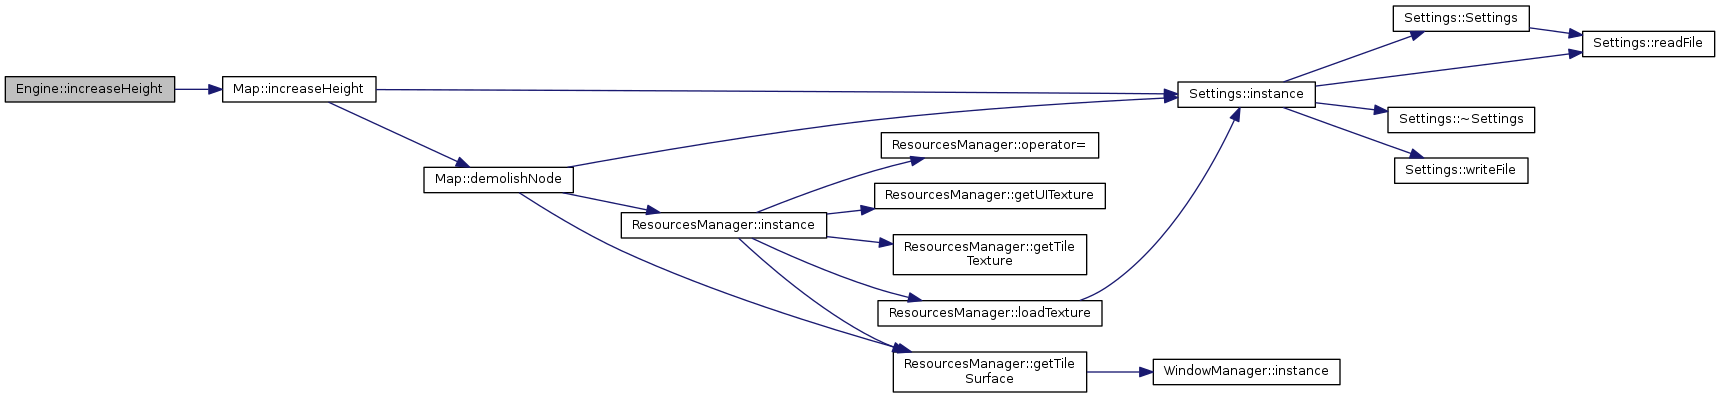 Engine::increaseHeight
Map::increaseHeight
Map::demolishNode
ResourcesManager::instance
ResourcesManager::operator=
ResourcesManager::getUITexture
ResourcesManager::getTile
Texture
ResourcesManager::loadTexture
ResourcesManager::getTile
Surface
WindowManager::instance
Settings::instance
Settings::Settings
Settings::readFile
Settings::~Settings
Settings::writeFile